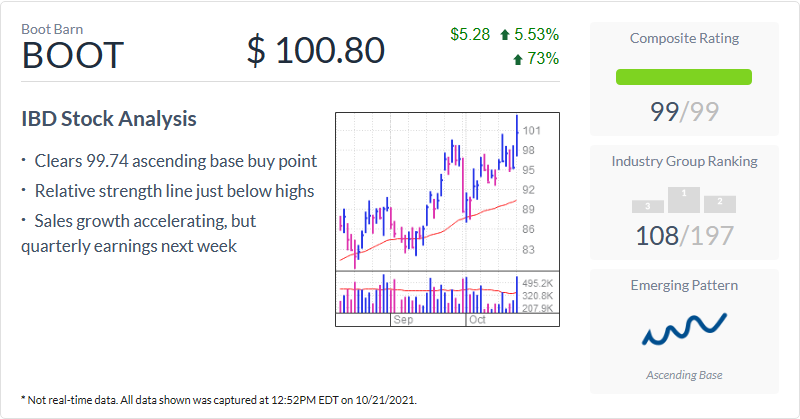 Boot Barn
BOOT
$ 100.80
$5.28 5.53%
73%
IBD Stock Analysis
· Clears 99.74 ascending base buy point
· Relative strength line just below highs
· Sales growth accelerating, but
quarterly earnings next week
101
98
95
92
89
86
83
495.2K
320.8K
207.9K
Sep Oct
Composite Rating
99/99
Industry Group Ranking
3 1 2
108/197
Emerging Pattern
Ascending Base
* Not real-time data. All data shown was captured at 12:52PM EDT on 10/21/2021.